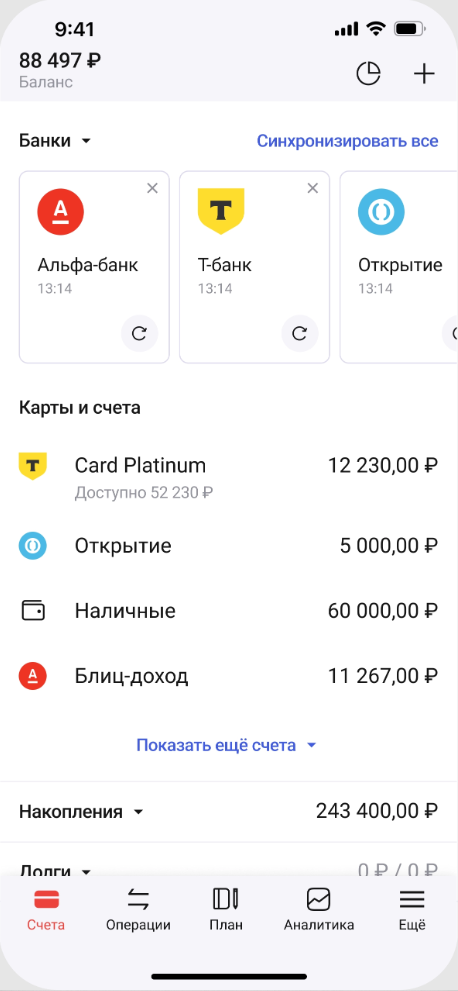 9:41
88 497 ₽
Баланс
Банки
Синхронизировать все
А
Т
Альфа-банк
Т-банк
Открытие
13:14
13:14
13:14
Карты и счета
Т
Card Platinum
12 230,00 ₽
Доступно 52 230 ₽
Открытие
5 000,00 ₽
Наличные
60 000,00 ₽
А
Блиц-доход
11 267,00 ₽
Показать ещё счета
Накопления
243 400,00 ₽
Долги
0 ₽ / 0 ₽
Счета
Операции
План
Аналитика
Ещё